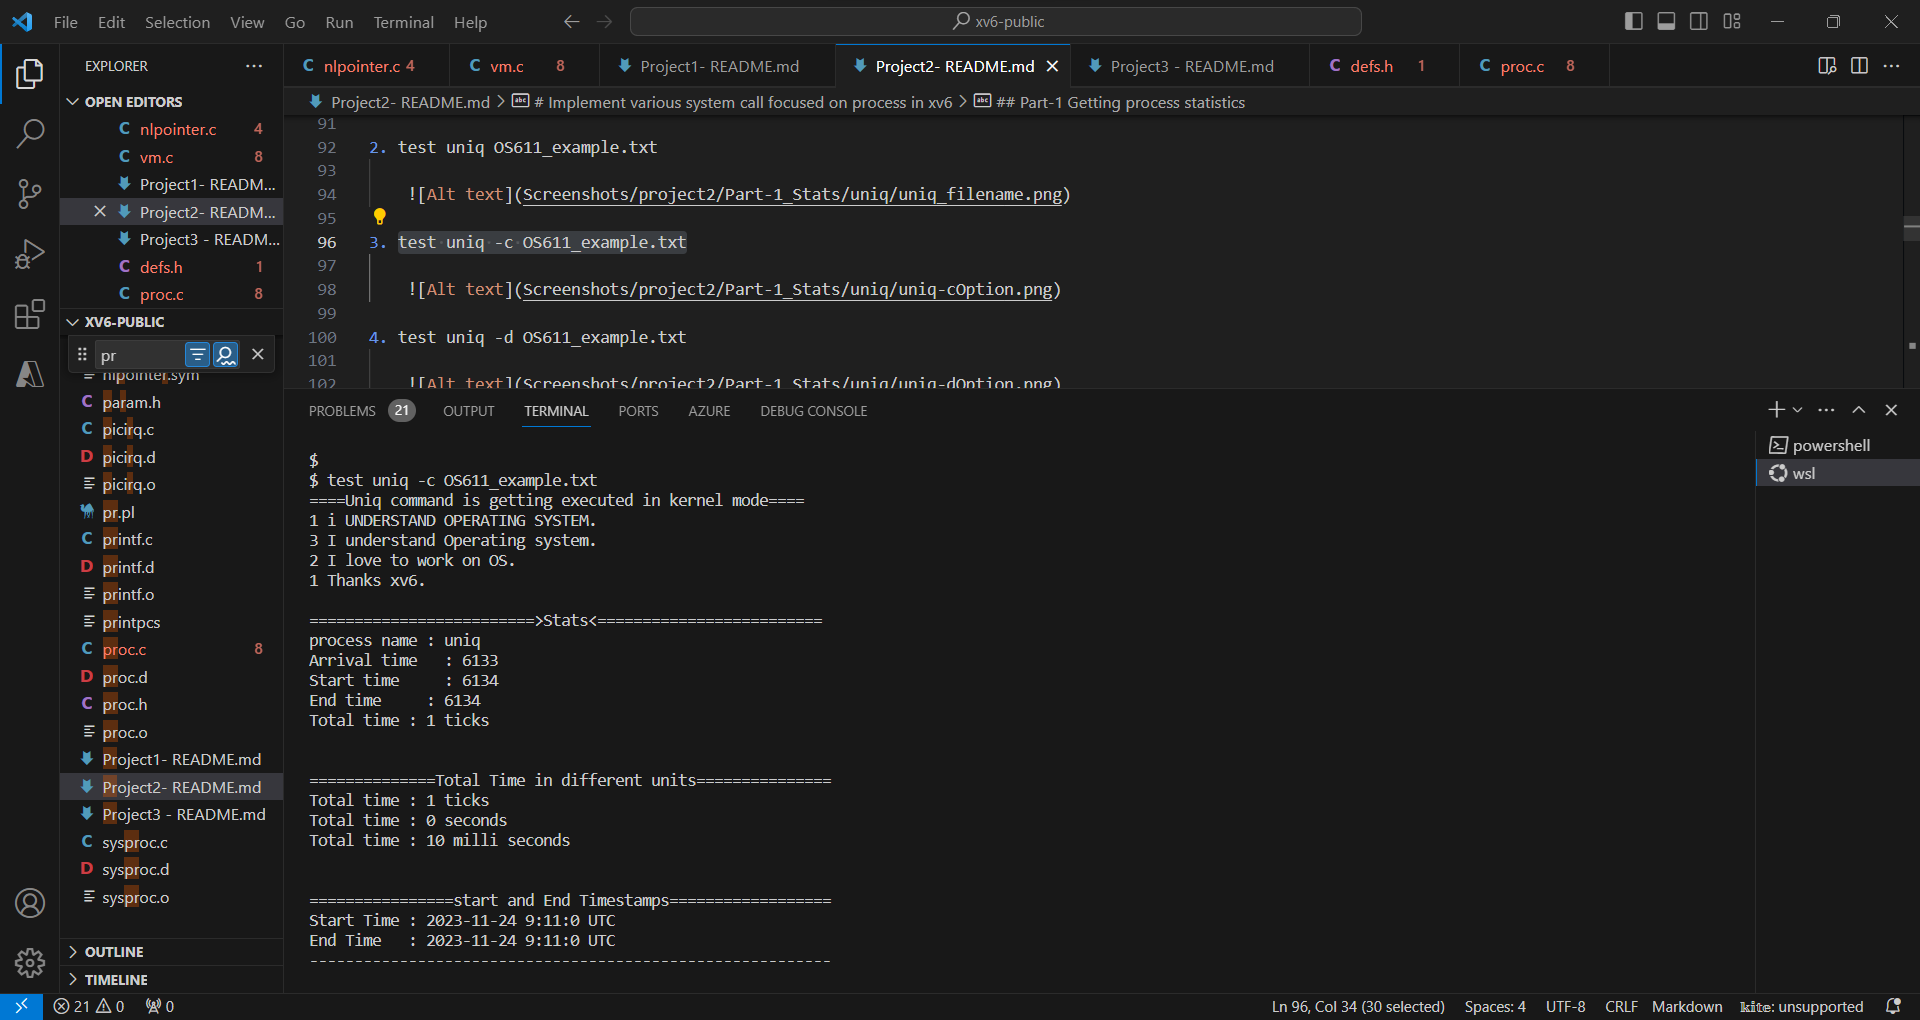 File Edit Selection View Go Run Terminal Help xv6-public
EXPLORER
OPEN EDITORS
C nlpointer.c 4
C vm.c 8
Project1- READM...
Project2- READM...
Project3 - READM...
C defs.h 1
C proc.c 8
XV6-PUBLIC
pr
nlpointer.sym
C param.h
C picirq.c
D picirq.d
picirq.o
pr.pl
C printf.c
D printf.d
printf.o
printpcs
C proc.c 8
D proc.d
C proc.h
proc.o
Project1- README.md
Project2- README.md
Project3 - README.md
C sysproc.c
D sysproc.d
sysproc.o
OUTLINE
TIMELINE
C nlpointer.c 4 C vm.c 8 Project1- README.md Project2- README.md Project3 - README.md C defs.h 1 C proc.c 8
Project2- README.md > abc # Implement various system call focused on process in xv6 > abc ## Part-1 Getting process statistics
91
92 2. test uniq OS611_example.txt
93
94 ![Alt text](Screenshots/project2/Part-1_Stats/uniq/uniq_filename.png)
95
96 3. test uniq -c OS611_example.txt
97
98 ![Alt text](Screenshots/project2/Part-1_Stats/uniq/uniq-cOption.png)
99
100 4. test uniq -d OS611_example.txt
101
102 ![Alt text](Screenshots/project2/Part-1_Stats/uniq/uniq-dOption.png)
PROBLEMS 21 OUTPUT TERMINAL PORTS AZURE DEBUG CONSOLE
powershell
wsl
$
$ test uniq -c OS611_example.txt
====Uniq command is getting executed in kernel mode====
1 i UNDERSTAND OPERATING SYSTEM.
3 I understand Operating system.
2 I love to work on OS.
1 Thanks xv6.
=========================>Stats<=========================
process name : uniq
Arrival time   : 6133
Start time     : 6134
End time     : 6134
Total time : 1 ticks
==============Total Time in different units===============
Total time : 1 ticks
Total time : 0 seconds
Total time : 10 milli seconds
================start and End Timestamps==================
Start Time : 2023-11-24 9:11:0 UTC
End Time   : 2023-11-24 9:11:0 UTC
----------------------------------------------------------
21 0 0 Ln 96, Col 34 (30 selected) Spaces: 4 UTF-8 CRLF Markdown kite: unsupported